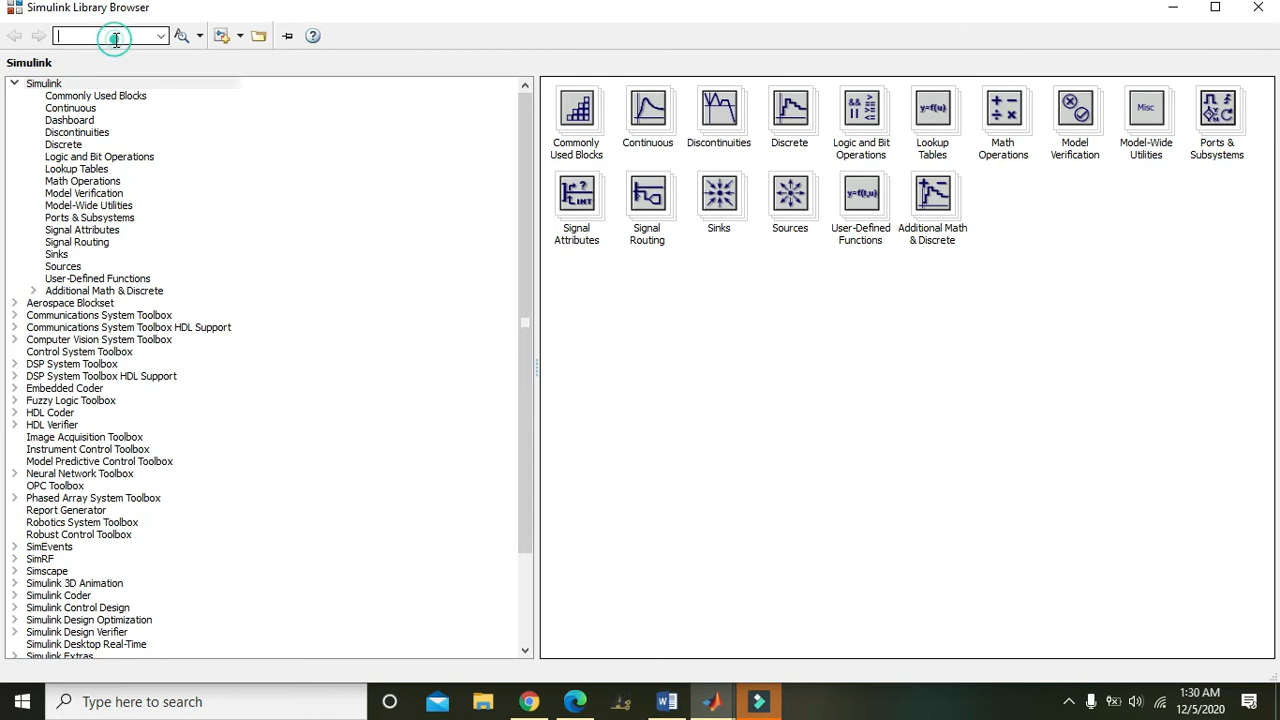 Simulink Library Browser
Simulink
Simulink
Commonly Used Blocks
Continuous
Dashboard
Discontinuities
Discrete
Logic and Bit Operations
Lookup Tables
Math Operations
Model Verification
Model-Wide Utilities
Ports & Subsystems
Signal Attributes
Signal Routing
Sinks
Sources
User-Defined Functions
Additional Math & Discrete
Aerospace Blockset
Communications System Toolbox
Communications System Toolbox HDL Support
Computer Vision System Toolbox
Control System Toolbox
DSP System Toolbox
DSP System Toolbox HDL Support
Embedded Coder
Fuzzy Logic Toolbox
HDL Coder
HDL Verifier
Image Acquisition Toolbox
Instrument Control Toolbox
Model Predictive Control Toolbox
Neural Network Toolbox
OPC Toolbox
Phased Array System Toolbox
Report Generator
Robotics System Toolbox
Robust Control Toolbox
SimEvents
SimRF
Simscape
Simulink 3D Animation
Simulink Coder
Simulink Control Design
Simulink Design Optimization
Simulink Design Verifier
Simulink Desktop Real-Time
Simulink Extras
y=f(u)
Misc
Commonly Used Blocks
Continuous
Discontinuities
Discrete
Logic and Bit Operations
Lookup Tables
Math Operations
Model Verification
Model-Wide Utilities
Ports & Subsystems
y=f(t,u)
Signal Attributes
Signal Routing
Sinks
Sources
User-Defined Functions
Additional Math & Discrete
Type here to search
1:30 AM
12/5/2020